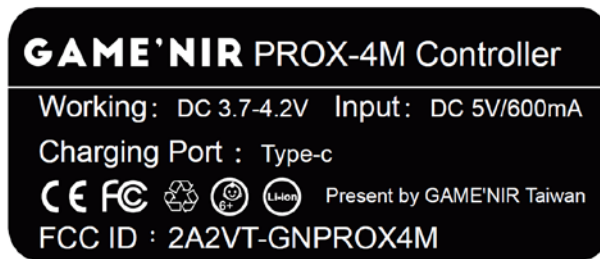 GAME'NIR PROX-4M Controller
Working: DC 3.7-4.2V Input: DC 5V/600mA
Charging Port : Type-c
CE FC 6+ Li-ion Present by GAME'NIR Taiwan
FCC ID : 2A2VT-GNPROX4M